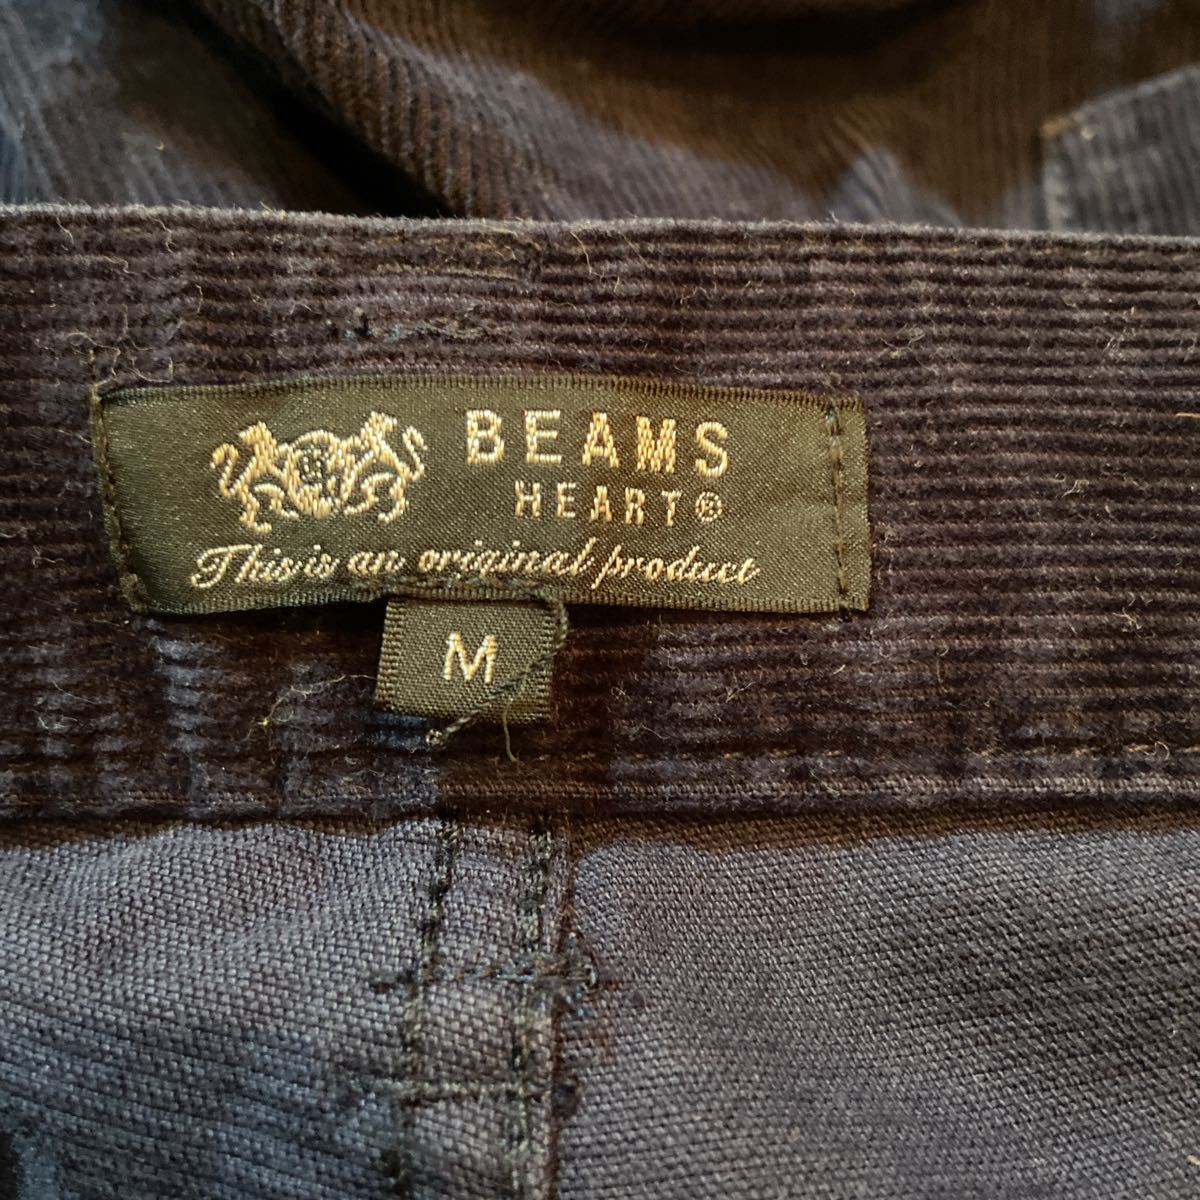 BEAMS
HEART®
This is an original product
M